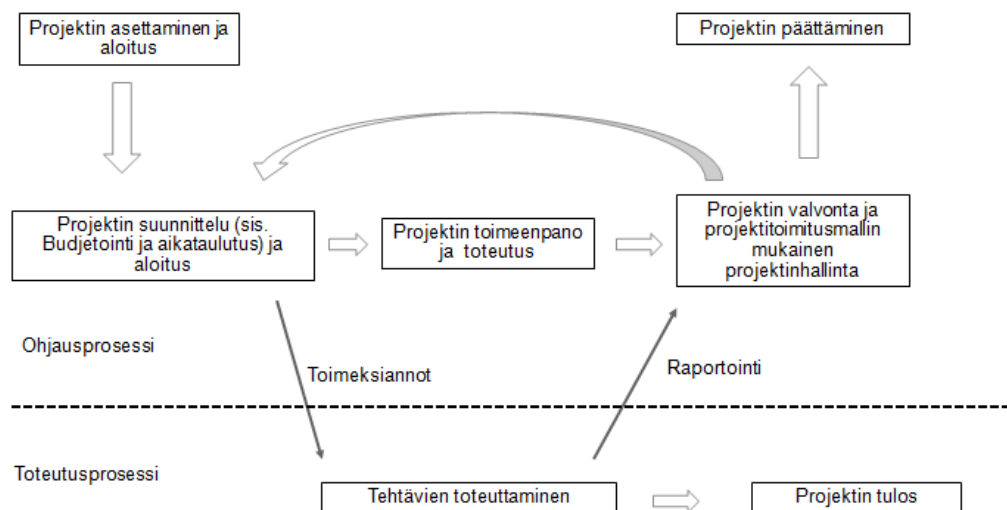 Projektin asettaminen ja
aloitus
Projektin päättäminen
Projektin suunnittelu (sis.
Budjetointi ja aikataulutus) ja
aloitus
Projektin toimeenpano
ja toteutus
Projektin valvonta ja
projektitoimitusmallin
mukainen
projektinhallinta
Ohjausprosessi
Toimeksiannot
Raportointi
Toteutusprosessi
Tehtävien toteuttaminen
Projektin tulos